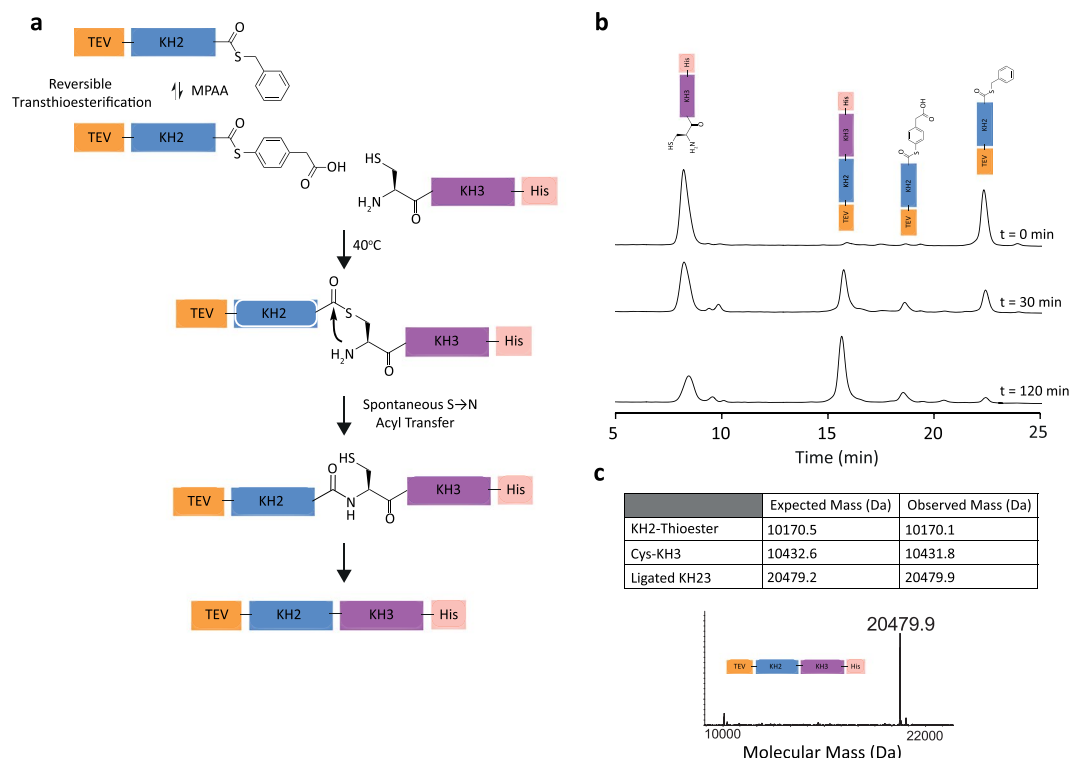 a
TEV
KH2
O
S
Reversible
Transthioesterification
MPAA
TEV
KH2
O
S
OH
O
HS
H2N
O
KH3
His
40°C
TEV
KH2
O
S
H2N
O
KH3
His
Spontaneous S→N
Acyl Transfer
HS
TEV
KH2
O
N
H
O
KH3
His
TEV
KH2
KH3
His
b
His
KH3
O
HS
H2N
His
KH3
KH2
TEV
OH
O
S
O
KH2
TEV
S
O
KH2
TEV
t = 0 min
t = 30 min
t = 120 min
5 10 15 20 25
Time (min)
c
Expected Mass (Da) Observed Mass (Da)
KH2-Thioester 10170.5 10170.1
Cys-KH3 10432.6 10431.8
Ligated KH23 20479.2 20479.9
20479.9
TEV KH2 KH3 His
10000 22000
Molecular Mass (Da)